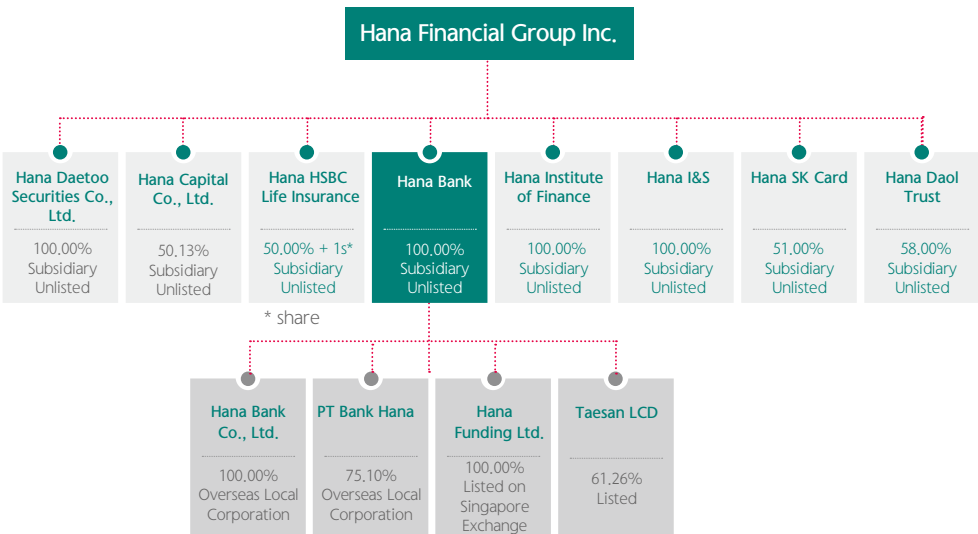 Hana Financial Group Inc.
Hana Daetoo
Securities Co.,
Ltd.
100.00%
Subsidiary
Unlisted
Hana Capital
Co., Ltd.
50.13%
Subsidiary
Unlisted
Hana HSBC
Life Insurance
50.00% + 1s*
Subsidiary
Unlisted
Hana Bank
100.00%
Subsidiary
Unlisted
Hana Institute
of Finance
100.00%
Subsidiary
Unlisted
Hana I&S
100.00%
Subsidiary
Unlisted
Hana SK Card
51.00%
Subsidiary
Unlisted
Hana Daol
Trust
58.00%
Subsidiary
Unlisted
* share
Hana Bank
Co., Ltd.
100.00%
Overseas Local
Corporation
PT Bank Hana
75.10%
Overseas Local
Corporation
Hana
Funding Ltd.
100.00%
Listed on
Singapore
Exchange
Taesan LCD
61.26%
Listed